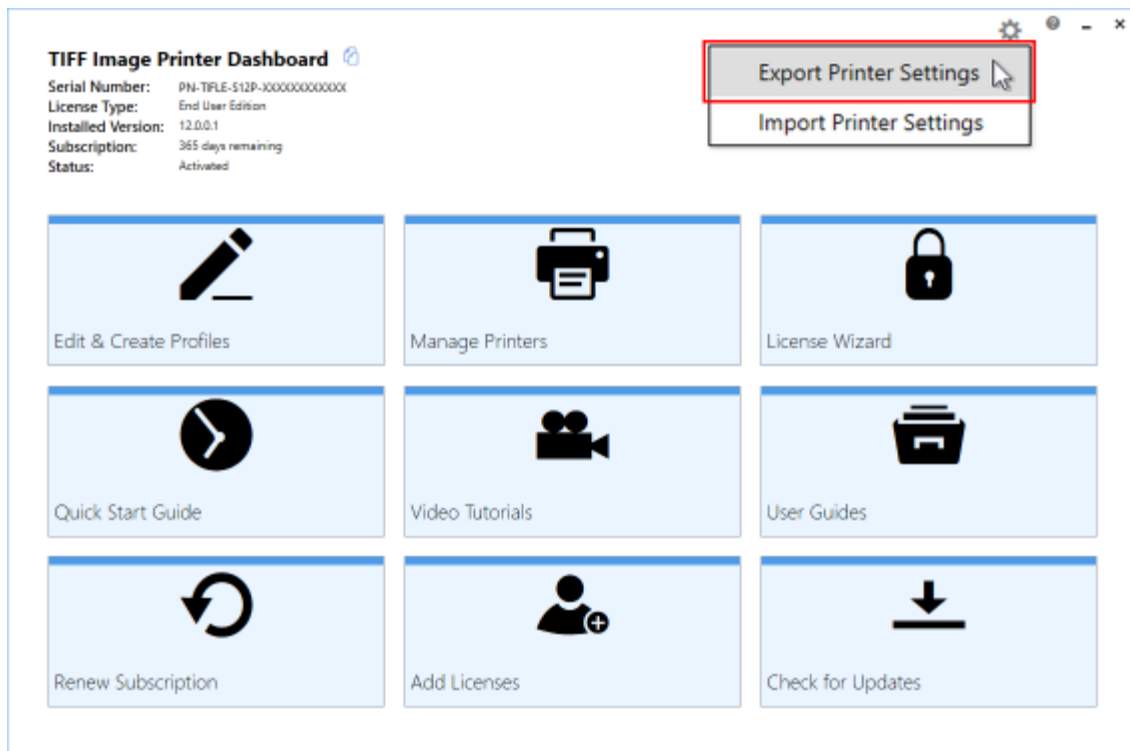 TIFF Image Printer Dashboard
Serial Number: PN-TIFLE-S12P-XXXXXXXXXXXX
License Type: End User Edition
Installed Version: 12.0.0.1
Subscription: 365 days remaining
Status: Activated
Export Printer Settings
Import Printer Settings
Edit & Create Profiles
Manage Printers
License Wizard
Quick Start Guide
Video Tutorials
User Guides
Renew Subscription
Add Licenses
Check for Updates